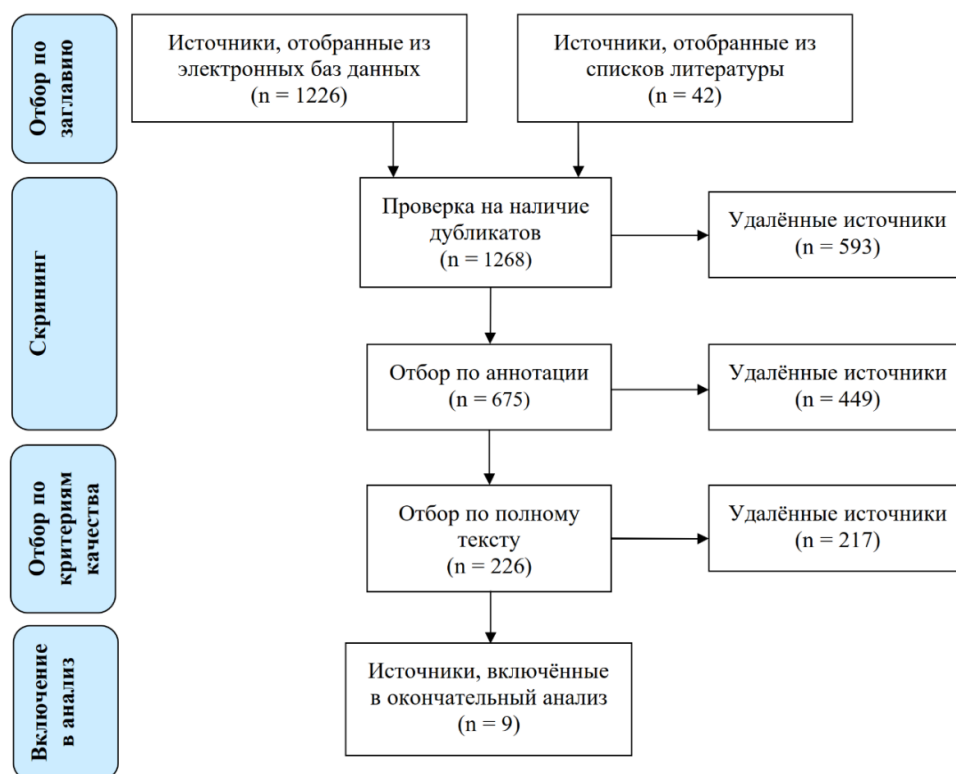 Отбор по
заглавию
Источники, отобранные из
электронных баз данных
(n = 1226)
Источники, отобранные из
списков литературы
(n = 42)
Скрининг
Проверка на наличие
дубликатов
(n = 1268)
Удалённые источники
(n = 593)
Отбор по аннотации
(n = 675)
Удалённые источники
(n = 449)
Отбор по
критериям
качества
Отбор по полному
тексту
(n = 226)
Удалённые источники
(n = 217)
Включение
в анализ
Источники, включённые
в окончательный анализ
(n = 9)